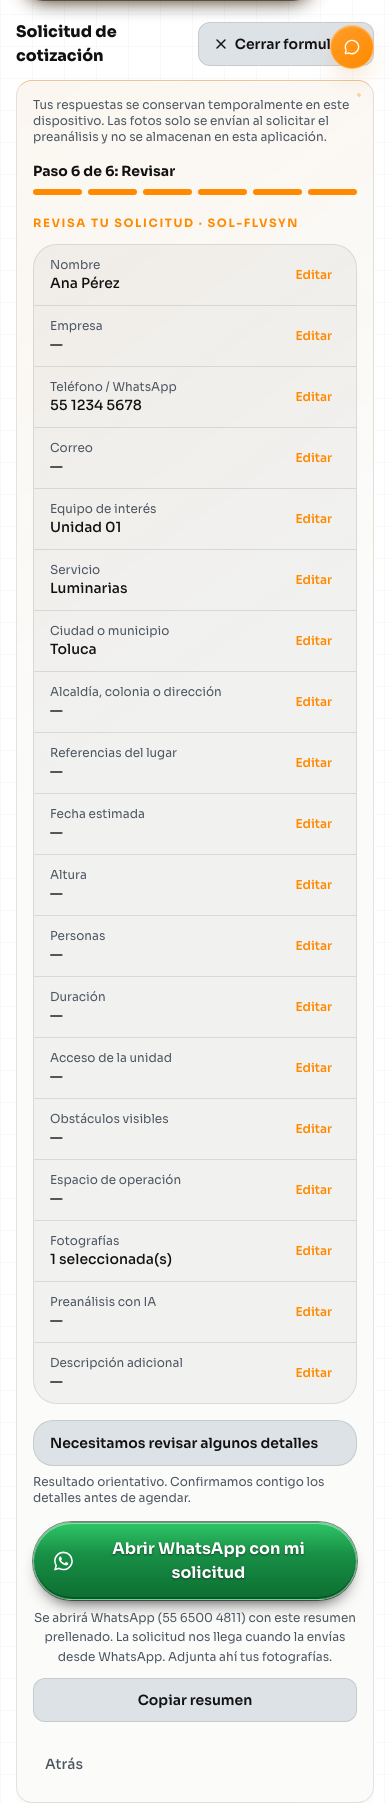 Solicitud de
cotización
Cerrar formul
Tus respuestas se conservan temporalmente en este
dispositivo. Las fotos solo se envían al solicitar el
preanálisis y no se almacenan en esta aplicación.
Paso 6 de 6: Revisar
REVISA TU SOLICITUD · SOL-FLVSYN
Nombre
Ana Pérez
Editar
Empresa
—
Editar
Teléfono / WhatsApp
55 1234 5678
Editar
Correo
—
Editar
Equipo de interés
Unidad 01
Editar
Servicio
Luminarias
Editar
Ciudad o municipio
Toluca
Editar
Alcaldía, colonia o dirección
—
Editar
Referencias del lugar
—
Editar
Fecha estimada
—
Editar
Altura
—
Editar
Personas
—
Editar
Duración
—
Editar
Acceso de la unidad
—
Editar
Obstáculos visibles
—
Editar
Espacio de operación
—
Editar
Fotografías
1 seleccionada(s)
Editar
Preanálisis con IA
—
Editar
Descripción adicional
—
Editar
Necesitamos revisar algunos detalles
Resultado orientativo. Confirmamos contigo los
detalles antes de agendar.
Abrir WhatsApp con mi
solicitud
Se abrirá WhatsApp (55 6500 4811) con este resumen
prellenado. La solicitud nos llega cuando la envías
desde WhatsApp. Adjunta ahí tus fotografías.
Copiar resumen
Atrás